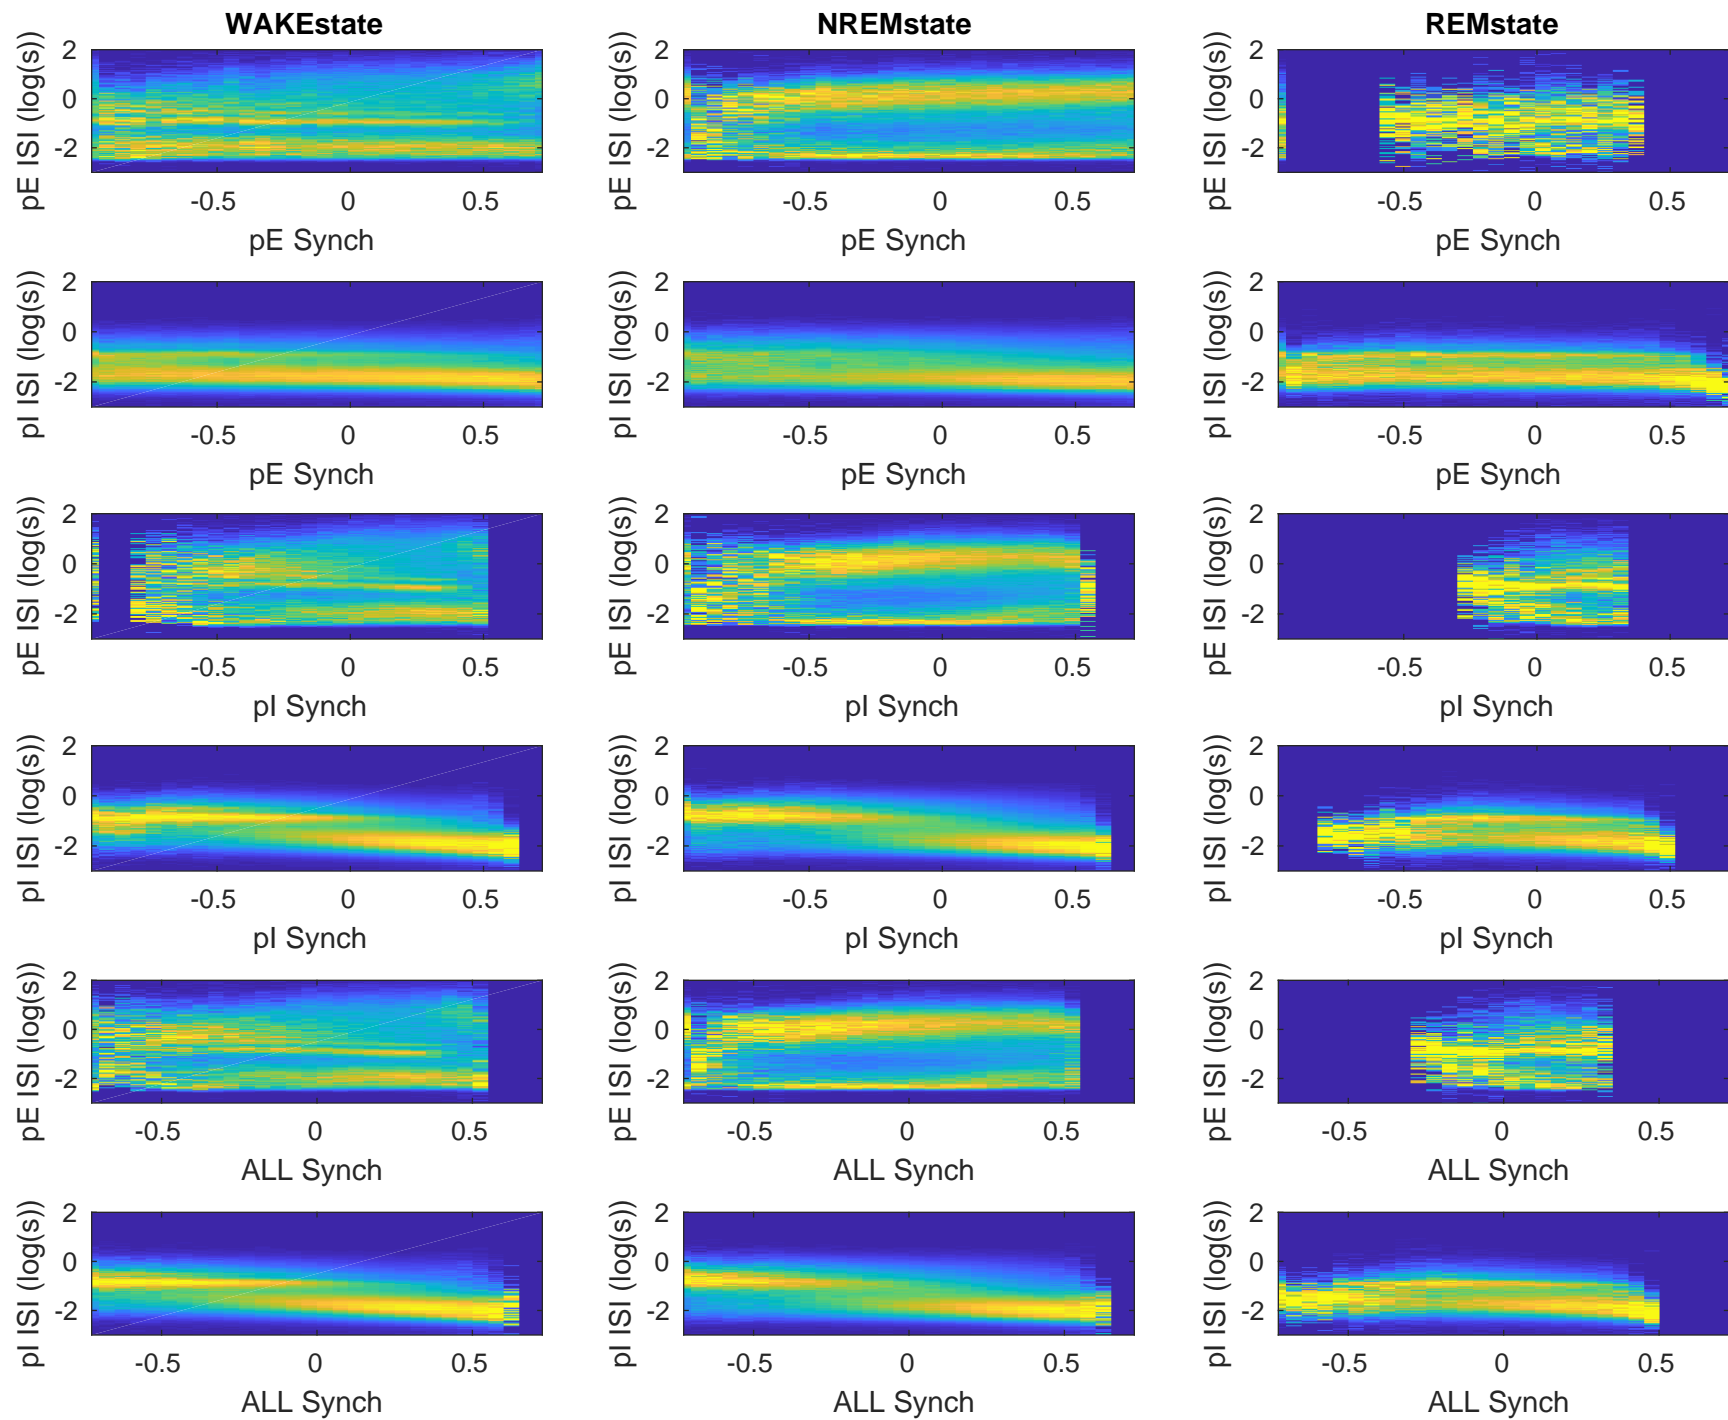 WAKEstate NREMstate REMstate
pE ISI (log(s)) 2 0 -2 pE ISI (log(s)) 2 0 -2 pE ISI (log(s)) 2 0 -2
-0.5 0 0.5 -0.5 0 0.5 -0.5 0 0.5
pE Synch pE Synch pE Synch
pI ISI (log(s)) 2 0 -2 pI ISI (log(s)) 2 0 -2 pI ISI (log(s)) 2 0 -2
-0.5 0 0.5 -0.5 0 0.5 -0.5 0 0.5
pE Synch pE Synch pE Synch
pE ISI (log(s)) 2 0 -2 pE ISI (log(s)) 2 0 -2 pE ISI (log(s)) 2 0 -2
-0.5 0 0.5 -0.5 0 0.5 -0.5 0 0.5
pI Synch pI Synch pI Synch
pI ISI (log(s)) 2 0 -2 pI ISI (log(s)) 2 0 -2 pI ISI (log(s)) 2 0 -2
-0.5 0 0.5 -0.5 0 0.5 -0.5 0 0.5
pI Synch pI Synch pI Synch
pE ISI (log(s)) 2 0 -2 pE ISI (log(s)) 2 0 -2 pE ISI (log(s)) 2 0 -2
-0.5 0 0.5 -0.5 0 0.5 -0.5 0 0.5
ALL Synch ALL Synch ALL Synch
pI ISI (log(s)) 2 0 -2 pI ISI (log(s)) 2 0 -2 pI ISI (log(s)) 2 0 -2
-0.5 0 0.5 -0.5 0 0.5 -0.5 0 0.5
ALL Synch ALL Synch ALL Synch